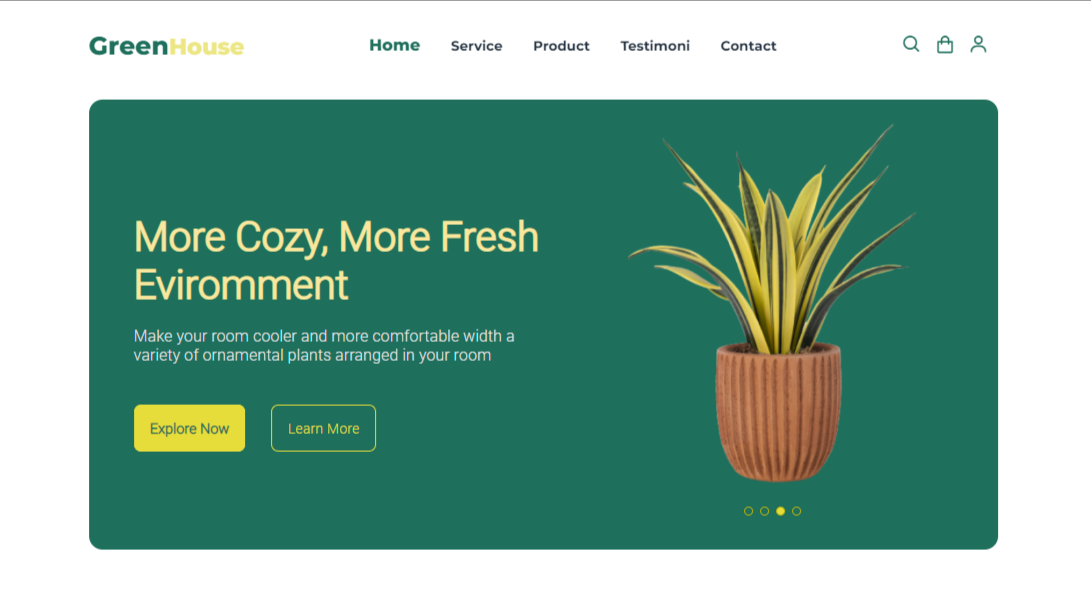 GreenHouse
Home
Service
Product
Testimoni
Contact
More Cozy, More Fresh
Eviromment
Make your room cooler and more comfortable width a
variety of ornamental plants arranged in your room
Explore Now
Learn More